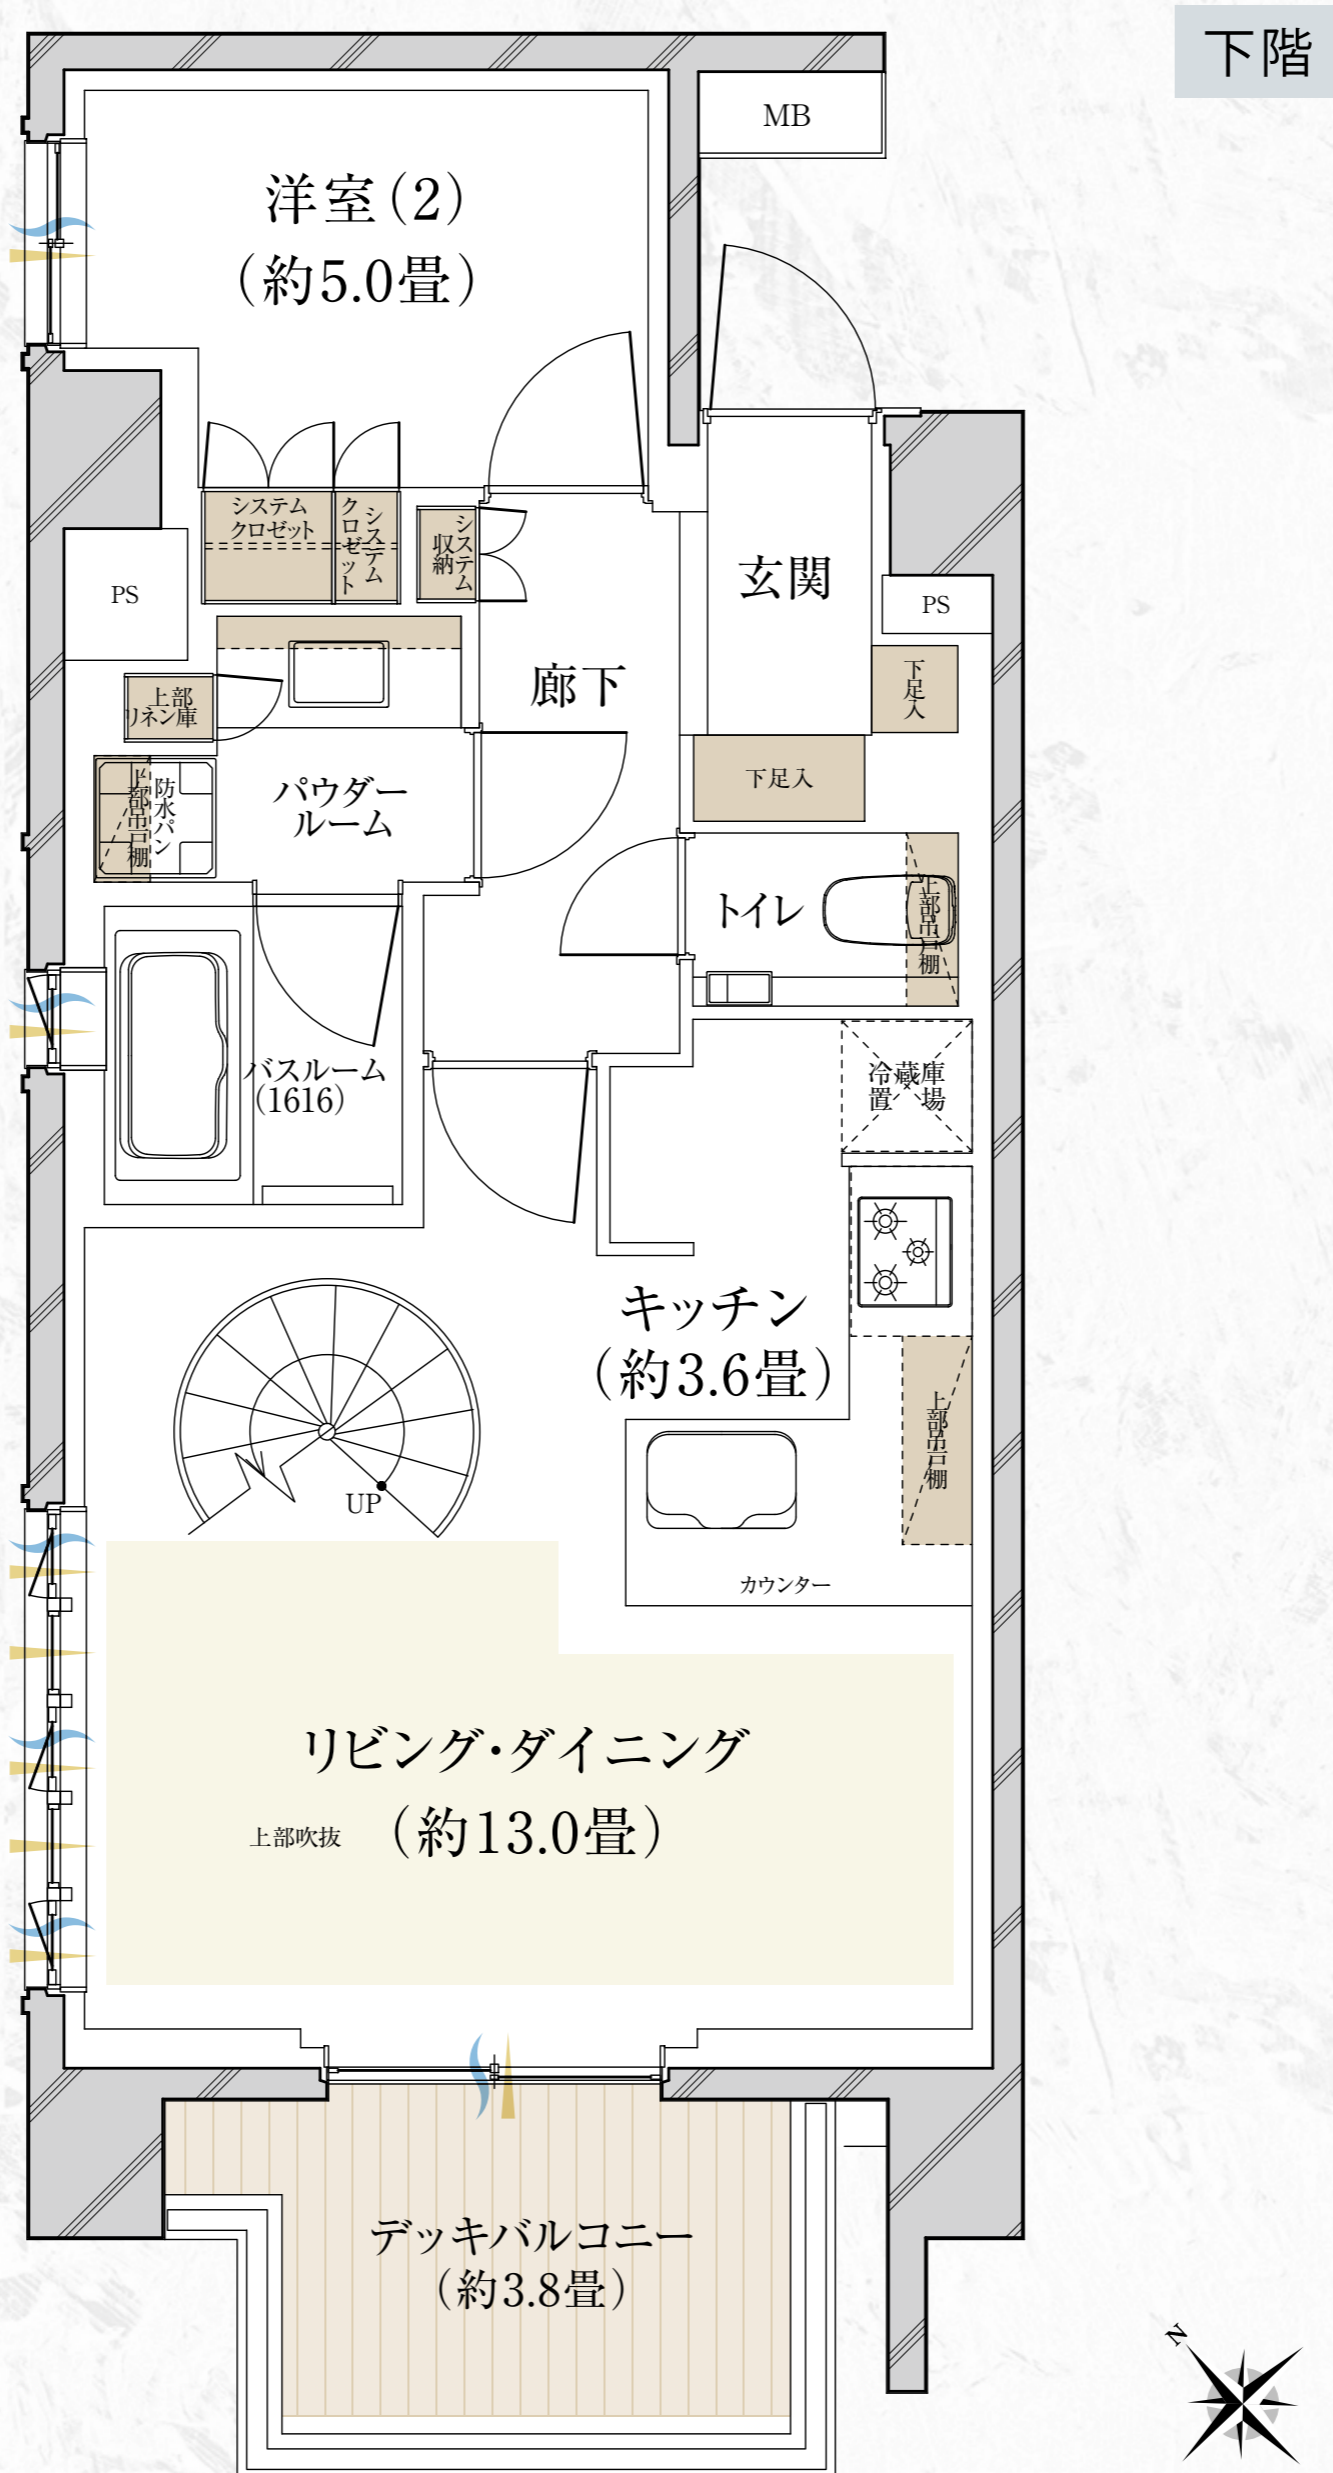 下階
MB
洋室(2)
(約5.0畳)
システム
クロゼット
システム
クロゼット
システム
収納
PS
玄関
PS
廊下
下足入
上部
リネン庫
下足入
パウダー
ルーム
防水パン
上部吊戸棚
トイレ
上部吊戸棚
バスルーム
(1616)
冷蔵庫
置場
キッチン
(約3.6畳)
上部吊戸棚
UP
カウンター
リビング・ダイニング
(約13.0畳)
上部吹抜
デッキバルコニー
(約3.8畳)
N